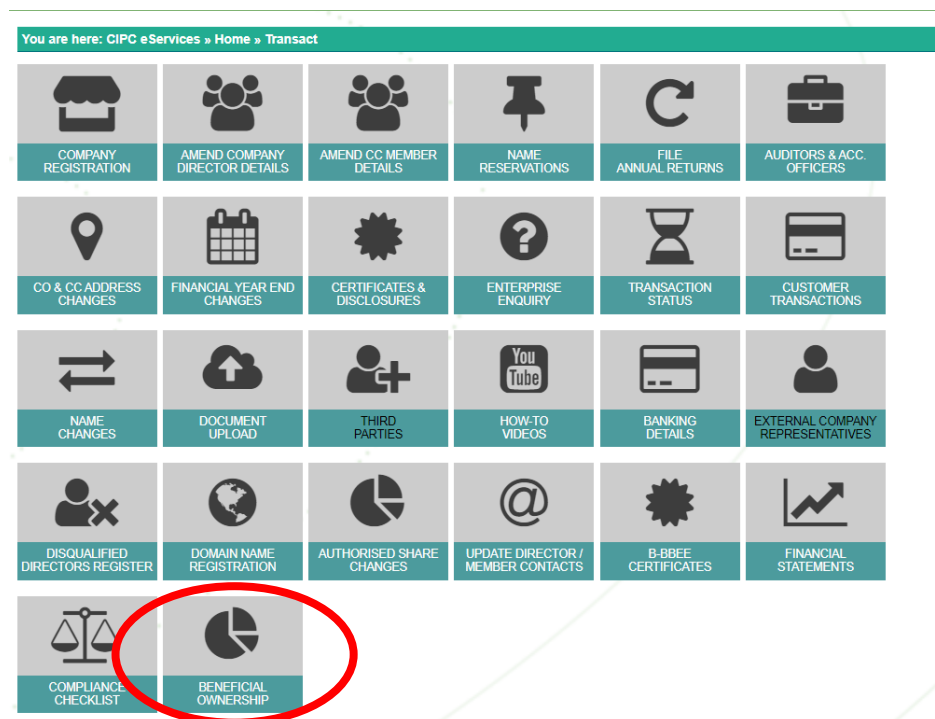 You are here: CIPC eServices » Home » Transact
COMPANY
REGISTRATION
AMEND COMPANY
DIRECTOR DETAILS
AMEND CC MEMBER
DETAILS
NAME
RESERVATIONS
FILE
ANNUAL RETURNS
AUDITORS & ACC.
OFFICERS
CO & CC ADDRESS
CHANGES
FINANCIAL YEAR END
CHANGES
CERTIFICATES &
DISCLOSURES
ENTERPRISE
ENQUIRY
TRANSACTION
STATUS
CUSTOMER
TRANSACTIONS
NAME
CHANGES
DOCUMENT
UPLOAD
THIRD
PARTIES
You
Tube
HOW-TO
VIDEOS
BANKING
DETAILS
EXTERNAL COMPANY
REPRESENTATIVES
DISQUALIFIED
DIRECTORS REGISTER
DOMAIN NAME
REGISTRATION
AUTHORISED SHARE
CHANGES
@
UPDATE DIRECTOR /
MEMBER CONTACTS
B-BBEE
CERTIFICATES
FINANCIAL
STATEMENTS
COMPLIANCE
CHECKLIST
BENEFICIAL
OWNERSHIP